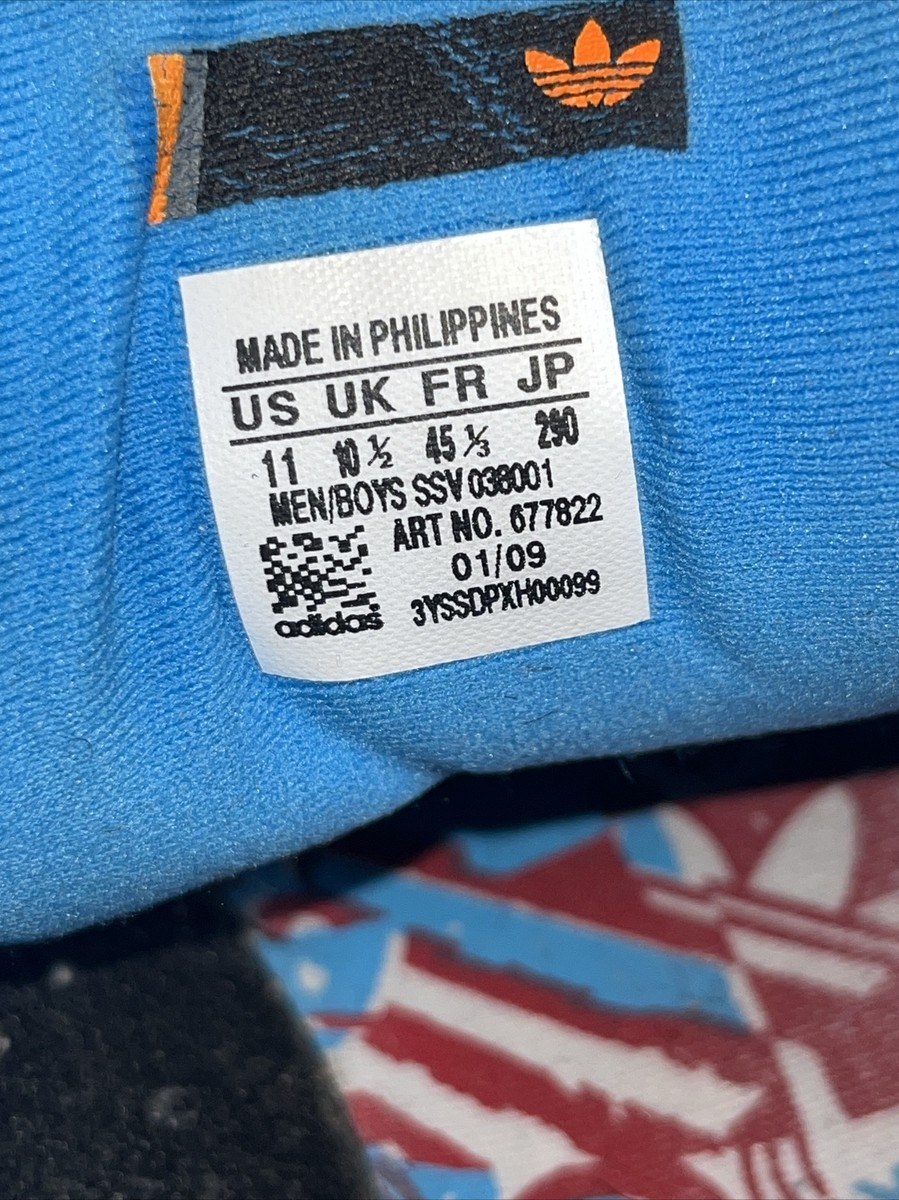 MADE IN PHILIPPINES
US UK FR JP
11 10½ 45⅓ 290
MEN/BOYS SSV 038001
ART NO. 677822
01/09
adidas 3YSSDPXH00099